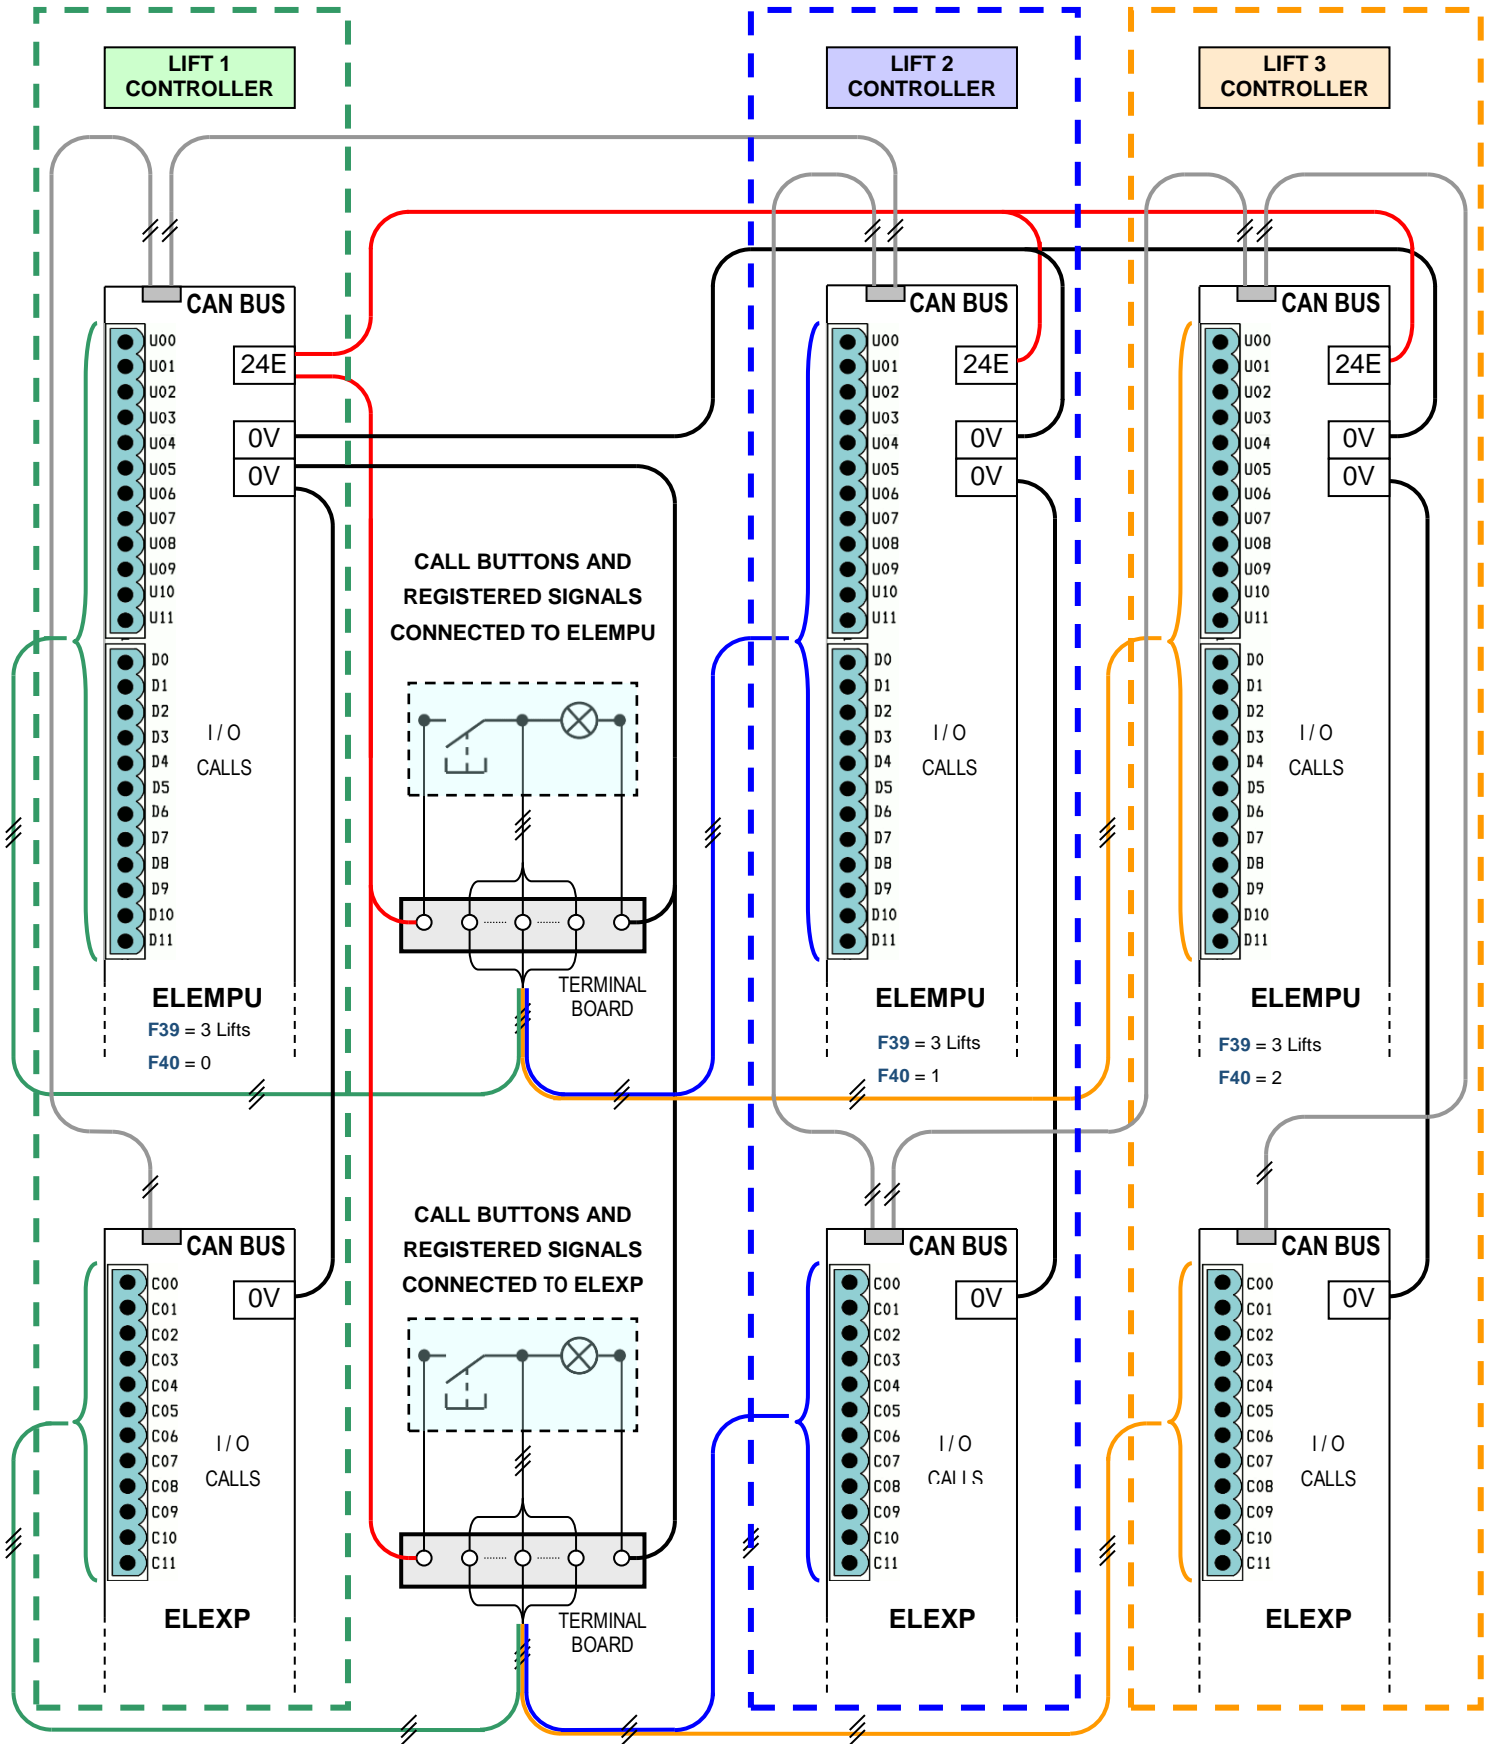 LIFT 1
CONTROLLER
LIFT 2
CONTROLLER
LIFT 3
CONTROLLER
CAN BUS
U00
U01
U02
U03
U04
U05
U06
U07
U08
U09
U10
U11
24E
0V
0V
D0
D1
D2
D3
D4
D5
D6
D7
D8
D9
D10
D11
I / O
CALLS
ELEMPU
F39 = 3 Lifts
F40 = 0
CALL BUTTONS AND
REGISTERED SIGNALS
CONNECTED TO ELEMPU
TERMINAL
BOARD
CAN BUS
U00
U01
U02
U03
U04
U05
U06
U07
U08
U09
U10
U11
24E
0V
0V
D0
D1
D2
D3
D4
D5
D6
D7
D8
D9
D10
D11
I / O
CALLS
ELEMPU
F39 = 3 Lifts
F40 = 1
CAN BUS
U00
U01
U02
U03
U04
U05
U06
U07
U08
U09
U10
U11
24E
0V
0V
D0
D1
D2
D3
D4
D5
D6
D7
D8
D9
D10
D11
I / O
CALLS
ELEMPU
F39 = 3 Lifts
F40 = 2
CAN BUS
C00
C01
C02
C03
C04
C05
C06
C07
C08
C09
C10
C11
0V
I / O
CALLS
ELEXP
CALL BUTTONS AND
REGISTERED SIGNALS
CONNECTED TO ELEXP
TERMINAL
BOARD
CAN BUS
C00
C01
C02
C03
C04
C05
C06
C07
C08
C09
C10
C11
0V
I / O
CALLS
ELEXP
CAN BUS
C00
C01
C02
C03
C04
C05
C06
C07
C08
C09
C10
C11
0V
I / O
CALLS
ELEXP